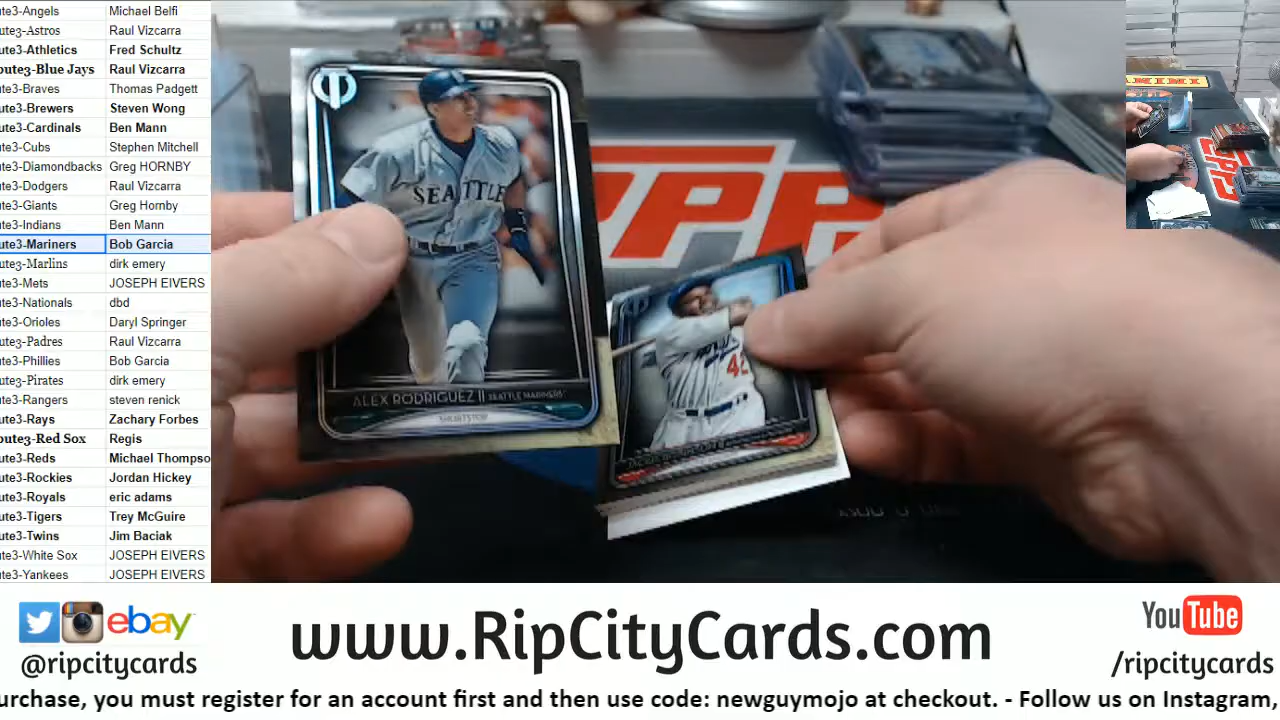 ute3-Angels Michael Belfi
ute3-Astros Raul Vizcarra
ute3-Athletics Fred Schultz
oute3-Blue Jays Raul Vizcarra
ute3-Braves Thomas Padgett
ute3-Brewers Steven Wong
ute3-Cardinals Ben Mann
ute3-Cubs Stephen Mitchell
ute3-Diamondbacks Greg HORNBY
ute3-Dodgers Raul Vizcarra
ute3-Giants Greg Hornby
ute3-Indians Ben Mann
ute3-Mariners Bob Garcia
ute3-Marlins dirk emery
ute3-Mets JOSEPH EIVERS
ute3-Nationals dbd
ute3-Orioles Daryl Springer
ute3-Padres Raul Vizcarra
ute3-Phillies Bob Garcia
ute3-Pirates dirk emery
ute3-Rangers steven renick
ute3-Rays Zachary Forbes
oute3-Red Sox Regis
ute3-Reds Michael Thompso
ute3-Rockies Jordan Hickey
ute3-Royals eric adams
ute3-Tigers Trey McGuire
ute3-Twins Jim Baciak
ute3-White Sox JOSEPH EIVERS
ute3-Yankees JOSEPH EIVERS
SEATTLE
ALEX RODRIGUEZ || SEATTLE MARINERS
SHORTSTOP
42
PPP
ebay
@ripcitycards
www.RipCityCards.com
YouTube
/ripcitycards
urchase, you must register for an account first and then use code: newguymojo at checkout. - Follow us on Instagram,